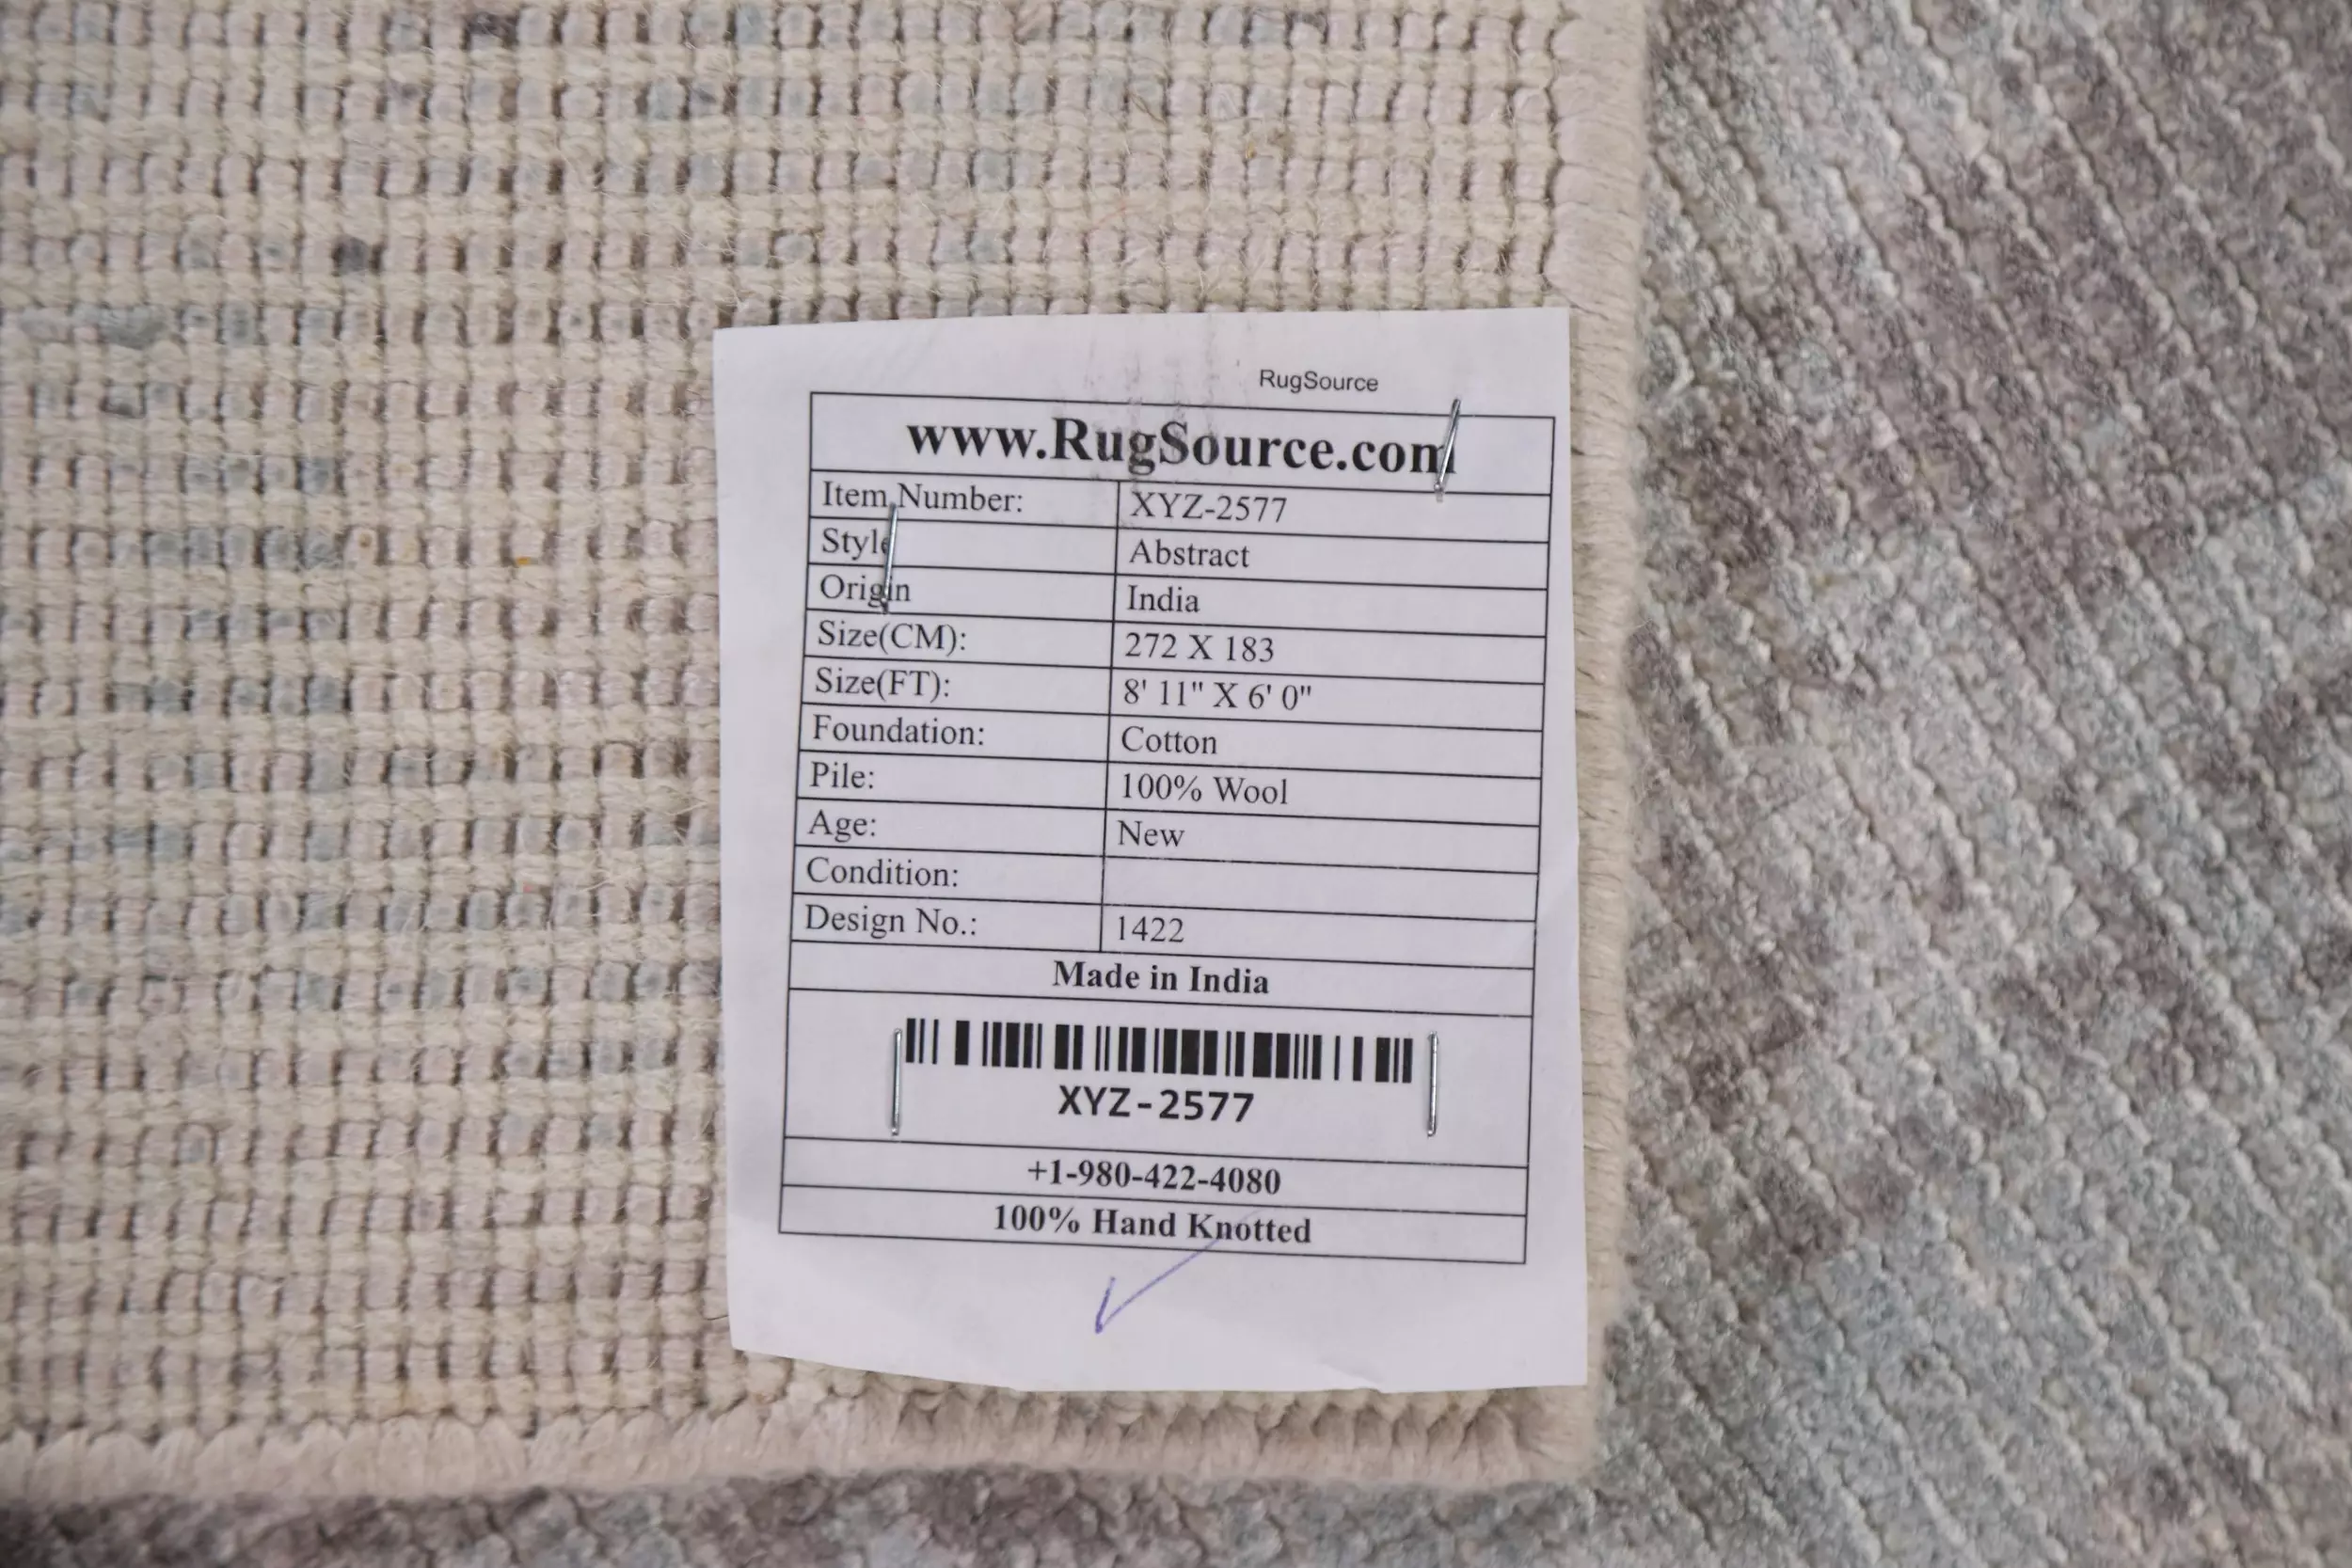 RugSource
www.RugSource.com
Item Number: XYZ-2577
Style Abstract
Origin India
Size(CM): 272 X 183
Size(FT): 8' 11" X 6' 0"
Foundation: Cotton
Pile: 100% Wool
Age: New
Condition:
Design No.: 1422
Made in India
XYZ-2577
+1-980-422-4080
100% Hand Knotted